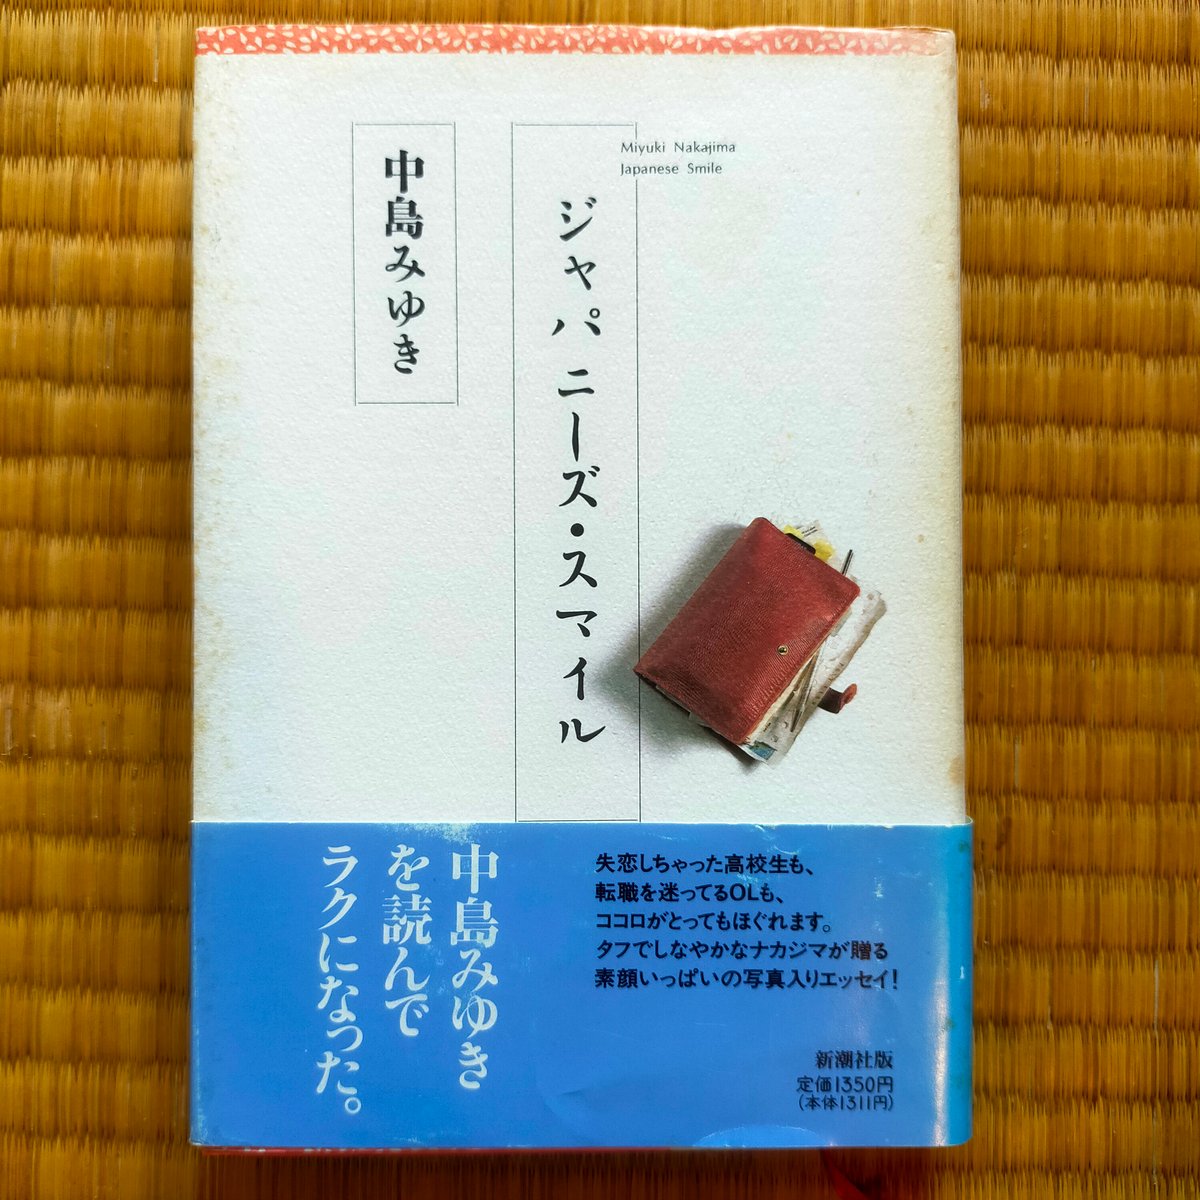 Miyuki Nakajima
Japanese Smile
ジャパニーズ・スマイル
中島みゆき
中島みゆき
を読んで
ラクになった。
失恋しちゃった高校生も、
転職を迷ってるOLも、
ココロがとってもほぐれます。
タフでしなやかなナカジマが贈る
素顔いっぱいの写真入りエッセイ!
新潮社版
定価1350円
(本体1311円)